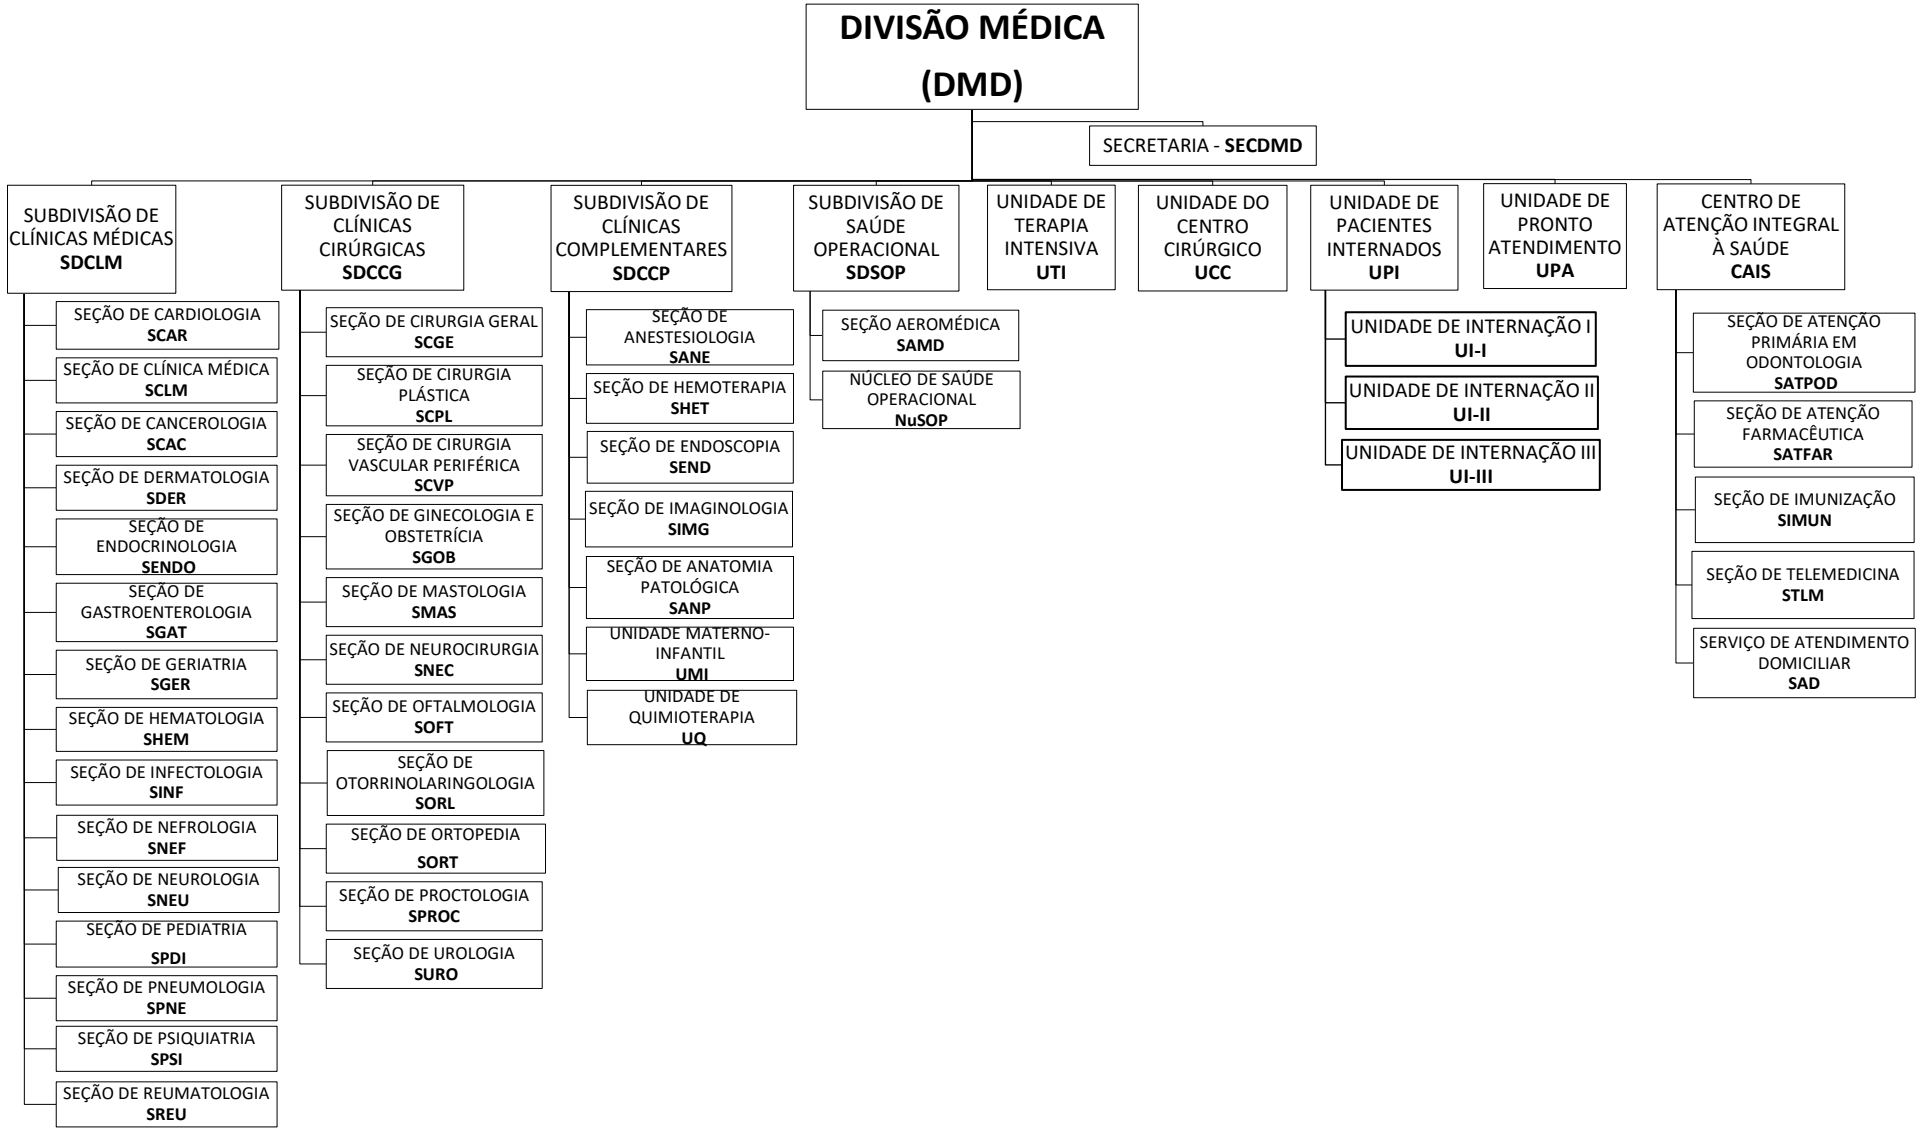 DIVISÃO MÉDICA
(DMD)
SECRETARIA - SECDMD
SUBDIVISÃO DE
CLÍNICAS MÉDICAS
SDCLM
SEÇÃO DE CARDIOLOGIA
SCAR
SEÇÃO DE CLÍNICA MÉDICA
SCLM
SEÇÃO DE CANCEROLOGIA
SCAC
SEÇÃO DE DERMATOLOGIA
SDER
SEÇÃO DE
ENDOCRINOLOGIA
SENDO
SEÇÃO DE
GASTROENTEROLOGIA
SGAT
SEÇÃO DE GERIATRIA
SGER
SEÇÃO DE HEMATOLOGIA
SHEM
SEÇÃO DE INFECTOLOGIA
SINF
SEÇÃO DE NEFROLOGIA
SNEF
SEÇÃO DE NEUROLOGIA
SNEU
SEÇÃO DE PEDIATRIA
SPDI
SEÇÃO DE PNEUMOLOGIA
SPNE
SEÇÃO DE PSIQUIATRIA
SPSI
SEÇÃO DE REUMATOLOGIA
SREU
SUBDIVISÃO DE
CLÍNICAS
CIRÚRGICAS
SDCCG
SEÇÃO DE CIRURGIA GERAL
SCGE
SEÇÃO DE CIRURGIA
PLÁSTICA
SCPL
SEÇÃO DE CIRURGIA
VASCULAR PERIFÉRICA
SCVP
SEÇÃO DE GINECOLOGIA E
OBSTETRÍCIA
SGOB
SEÇÃO DE MASTOLOGIA
SMAS
SEÇÃO DE NEUROCIRURGIA
SNEC
SEÇÃO DE OFTALMOLOGIA
SOFT
SEÇÃO DE
OTORRINOLARINGOLOGIA
SORL
SEÇÃO DE ORTOPEDIA
SORT
SEÇÃO DE PROCTOLOGIA
SPROC
SEÇÃO DE UROLOGIA
SURO
SUBDIVISÃO DE
CLÍNICAS
COMPLEMENTARES
SDCCP
SEÇÃO DE
ANESTESIOLOGIA
SANE
SEÇÃO DE HEMOTERAPIA
SHET
SEÇÃO DE ENDOSCOPIA
SEND
SEÇÃO DE IMAGINOLOGIA
SIMG
SEÇÃO DE ANATOMIA
PATOLÓGICA
SANP
UNIDADE MATERNO-
INFANTIL
UMI
UNIDADE DE
QUIMIOTERAPIA
UQ
SUBDIVISÃO DE
SAÚDE
OPERACIONAL
SDSOP
SEÇÃO AEROMÉDICA
SAMD
NÚCLEO DE SAÚDE
OPERACIONAL
NuSOP
UNIDADE DE
TERAPIA
INTENSIVA
UTI
UNIDADE DO
CENTRO
CIRÚRGICO
UCC
UNIDADE DE
PACIENTES
INTERNADOS
UPI
UNIDADE DE INTERNAÇÃO I
UI-I
UNIDADE DE INTERNAÇÃO II
UI-II
UNIDADE DE INTERNAÇÃO III
UI-III
UNIDADE DE
PRONTO
ATENDIMENTO
UPA
CENTRO DE
ATENÇÃO INTEGRAL
À SAÚDE
CAIS
SEÇÃO DE ATENÇÃO
PRIMÁRIA EM
ODONTOLOGIA
SATPOD
SEÇÃO DE ATENÇÃO
FARMACÊUTICA
SATFAR
SEÇÃO DE IMUNIZAÇÃO
SIMUN
SEÇÃO DE TELEMEDICINA
STLM
SERVIÇO DE ATENDIMENTO
DOMICILIAR
SAD